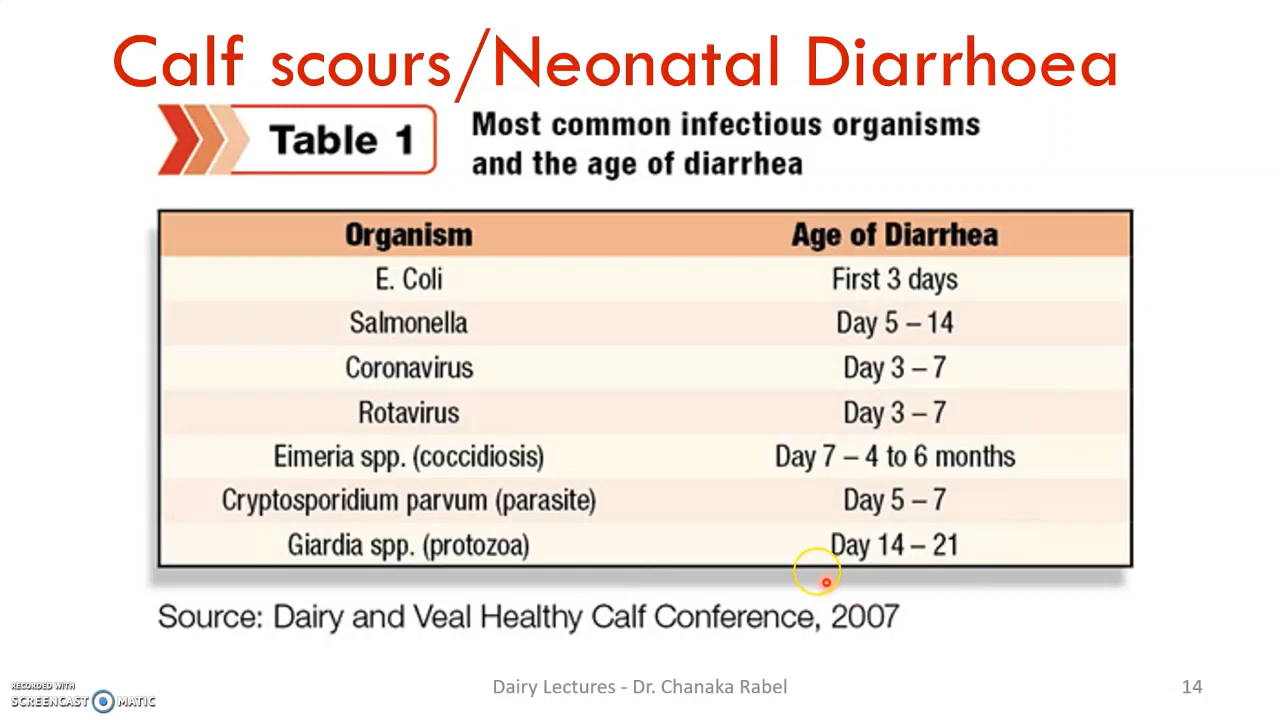 Calf scours/Neonatal Diarrhoea
Table 1
Most common infectious organisms
and the age of diarrhea
Organism Age of Diarrhea
E. Coli First 3 days
Salmonella Day 5 – 14
Coronavirus Day 3 – 7
Rotavirus Day 3 – 7
Eimeria spp. (coccidiosis) Day 7 – 4 to 6 months
Cryptosporidium parvum (parasite) Day 5 – 7
Giardia spp. (protozoa) Day 14 – 21
Source: Dairy and Veal Healthy Calf Conference, 2007
RECORDED WITH
SCREENCAST MATIC
Dairy Lectures - Dr. Chanaka Rabel
14